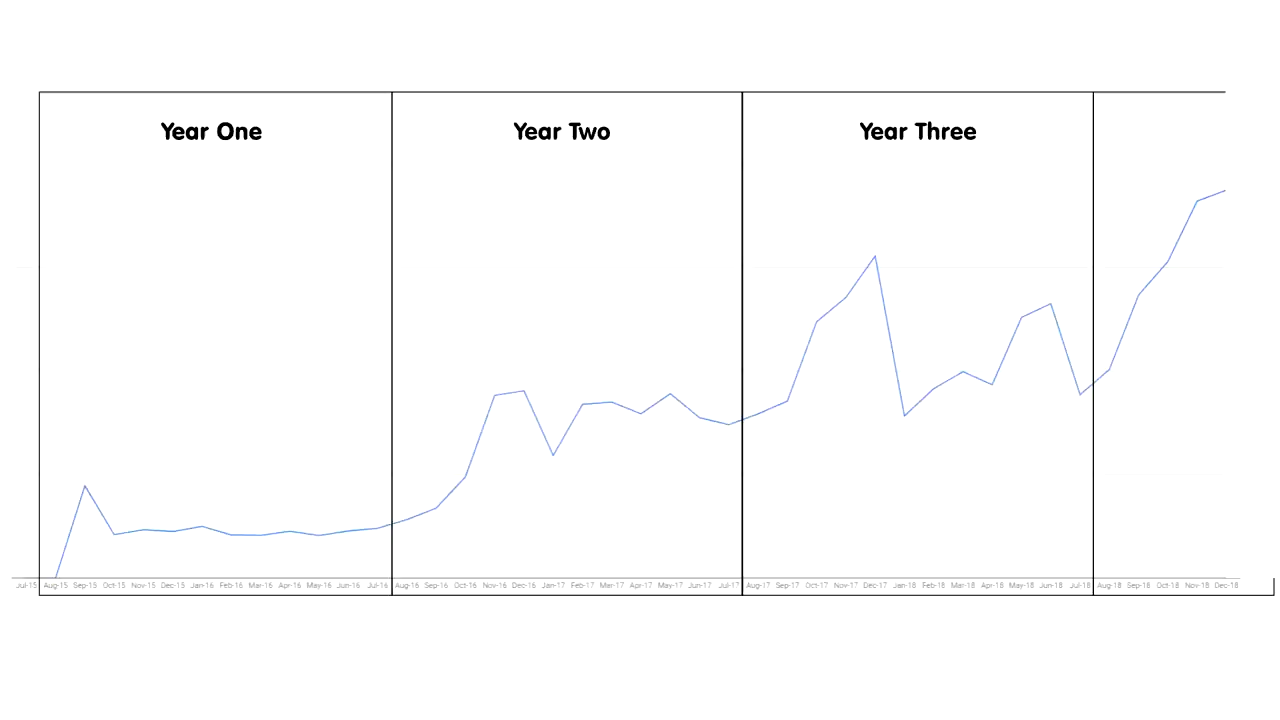 Year One Year Two Year Three
Jul-15 Aug-15 Sep-15 Oct-15 Nov-15 Dec-15 Jan-16 Feb-16 Mar-16 Apr-16 May-16 Jun-16 Jul-16 Aug-16 Sep-16 Oct-16 Nov-16 Dec-16 Jan-17 Feb-17 Mar-17 Apr-17 May-17 Jun-17 Jul-17 Aug-17 Sep-17 Oct-17 Nov-17 Dec-17 Jan-18 Feb-18 Mar-18 Apr-18 May-18 Jun-18 Jul-18 Aug-18 Sep-18 Oct-18 Nov-18 Dec-18